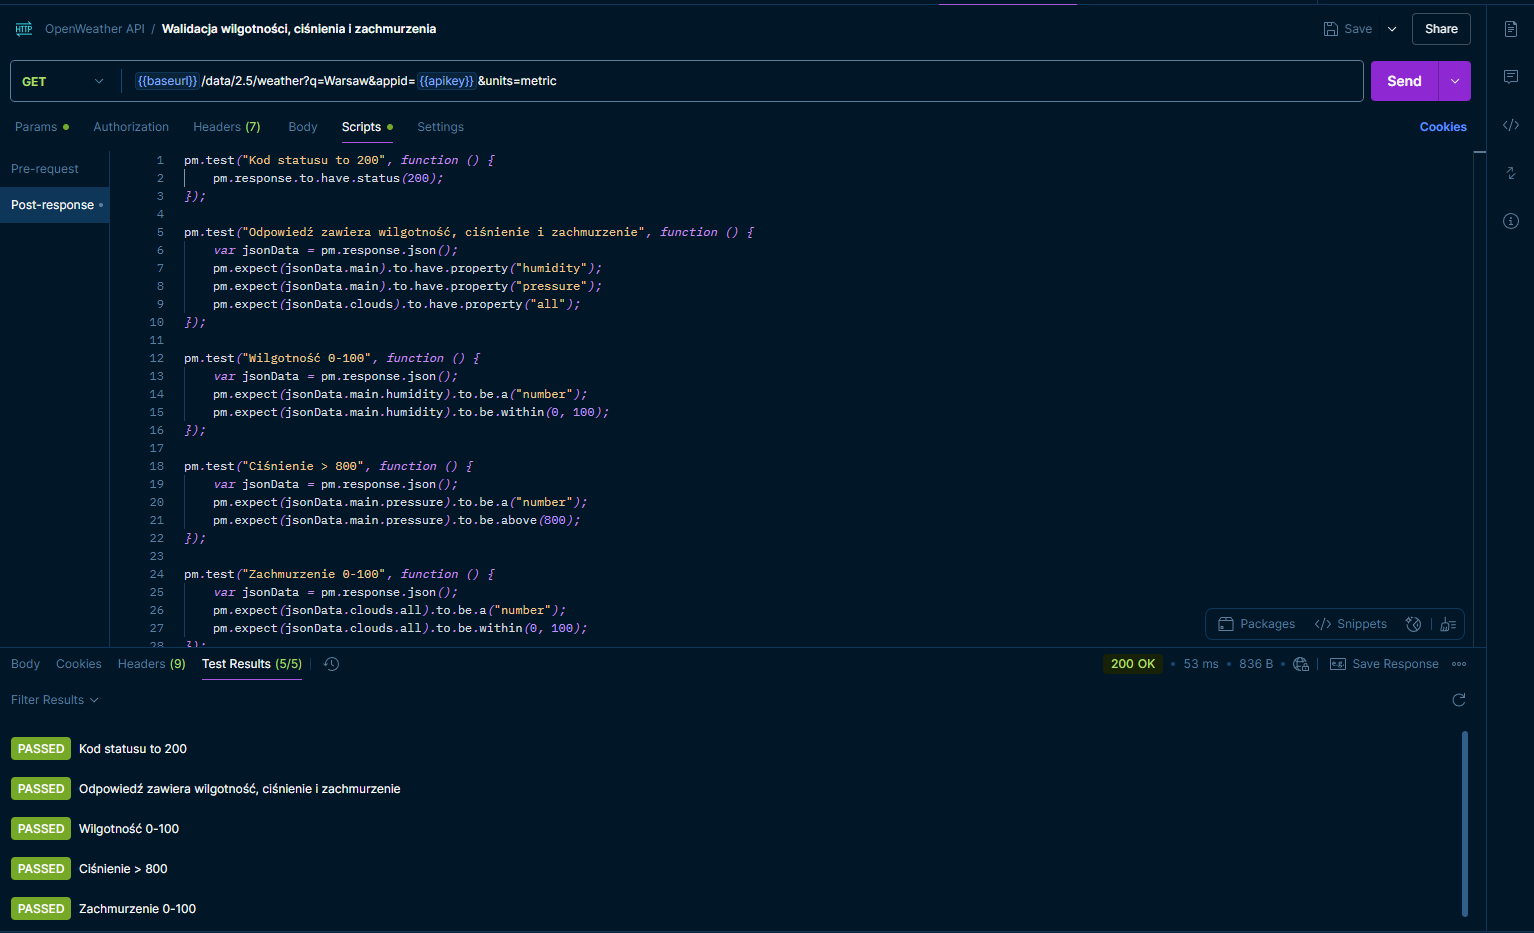 HTTP OpenWeather API / Walidacja wilgotności, ciśnienia i zachmurzenia Save Share
GET {{baseurl}} /data/2.5/weather?q=Warsaw&appid= {{apikey}} &units=metric Send
Params Authorization Headers (7) Body Scripts Settings Cookies
Pre-request
Post-response
1 pm.test("Kod statusu to 200", function () {
2 pm.response.to.have.status(200);
3 });
4
5 pm.test("Odpowiedź zawiera wilgotność, ciśnienie i zachmurzenie", function () {
6 var jsonData = pm.response.json();
7 pm.expect(jsonData.main).to.have.property("humidity");
8 pm.expect(jsonData.main).to.have.property("pressure");
9 pm.expect(jsonData.clouds).to.have.property("all");
10 });
11
12 pm.test("Wilgotność 0-100", function () {
13 var jsonData = pm.response.json();
14 pm.expect(jsonData.main.humidity).to.be.a("number");
15 pm.expect(jsonData.main.humidity).to.be.within(0, 100);
16 });
17
18 pm.test("Ciśnienie > 800", function () {
19 var jsonData = pm.response.json();
20 pm.expect(jsonData.main.pressure).to.be.a("number");
21 pm.expect(jsonData.main.pressure).to.be.above(800);
22 });
23
24 pm.test("Zachmurzenie 0-100", function () {
25 var jsonData = pm.response.json();
26 pm.expect(jsonData.clouds.all).to.be.a("number");
27 pm.expect(jsonData.clouds.all).to.be.within(0, 100);
28 });
Packages Snippets
Body Cookies Headers (9) Test Results (5/5) 200 OK • 53 ms • 836 B • e.g. Save Response
Filter Results
PASSED Kod statusu to 200
PASSED Odpowiedź zawiera wilgotność, ciśnienie i zachmurzenie
PASSED Wilgotność 0-100
PASSED Ciśnienie > 800
PASSED Zachmurzenie 0-100